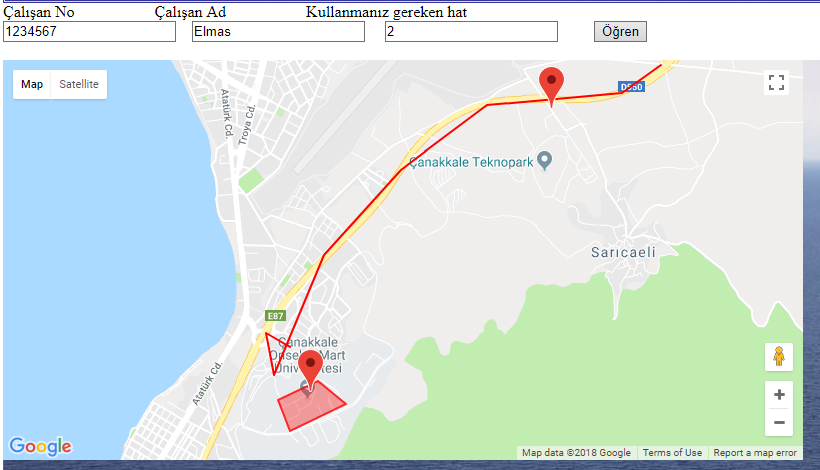 Çalışan No Çalışan Ad Kullanmanız gereken hat
1234567 Elmas 2 Öğren
Map Satellite
D550
Atatürk Cd.
Troya Cd.
Çanakkale Teknopark
Sarıcaeli
E87
Çanakkale
Onsekiz Mart
Üniversitesi
Atatürk Cd.
Google
Map data ©2018 Google Terms of Use Report a map error